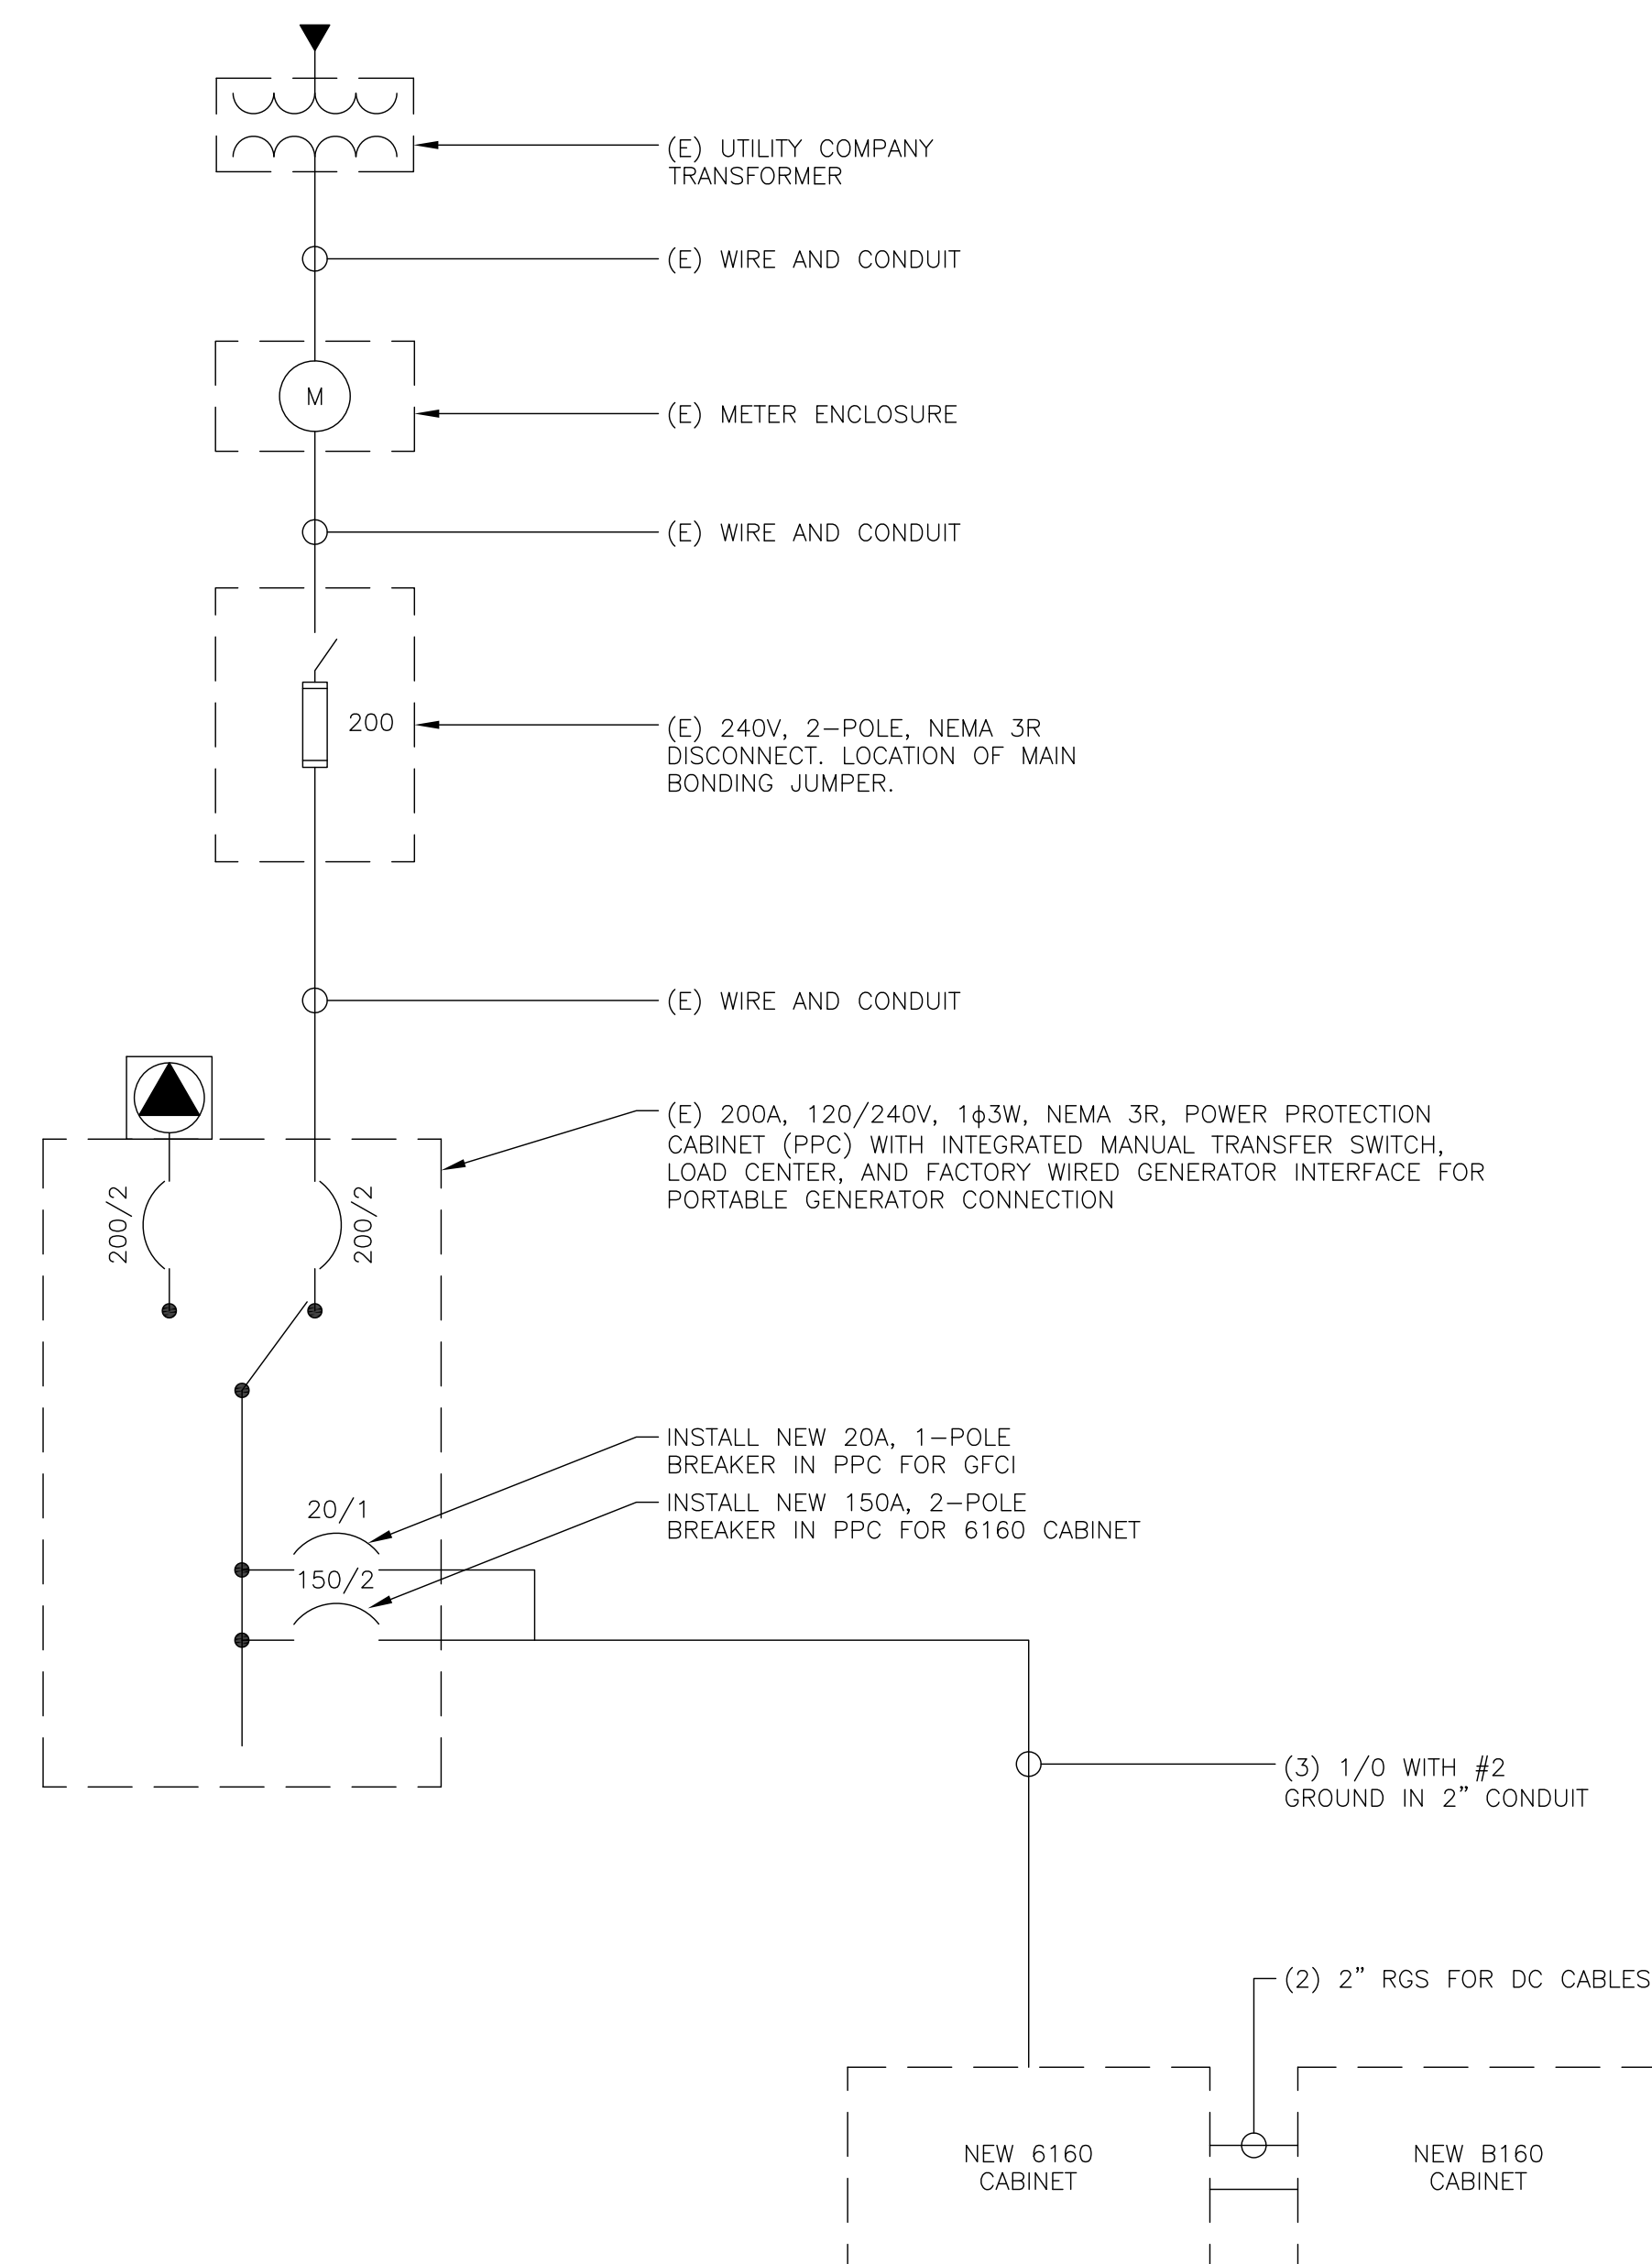 (E) UTILITY COMPANY
TRANSFORMER
(E) WIRE AND CONDUIT
M
(E) METER ENCLOSURE
(E) WIRE AND CONDUIT
200
(E) 240V, 2-POLE, NEMA 3R
DISCONNECT. LOCATION OF MAIN
BONDING JUMPER.
(E) WIRE AND CONDUIT
(E) 200A, 120/240V, 1ϕ3W, NEMA 3R, POWER PROTECTION
CABINET (PPC) WITH INTEGRATED MANUAL TRANSFER SWITCH,
LOAD CENTER, AND FACTORY WIRED GENERATOR INTERFACE FOR
PORTABLE GENERATOR CONNECTION
200/2
200/2
INSTALL NEW 20A, 1-POLE
BREAKER IN PPC FOR GFCI
20/1
INSTALL NEW 150A, 2-POLE
BREAKER IN PPC FOR 6160 CABINET
150/2
(3) 1/0 WITH #2
GROUND IN 2" CONDUIT
(2) 2" RGS FOR DC CABLES
NEW 6160
CABINET
NEW B160
CABINET